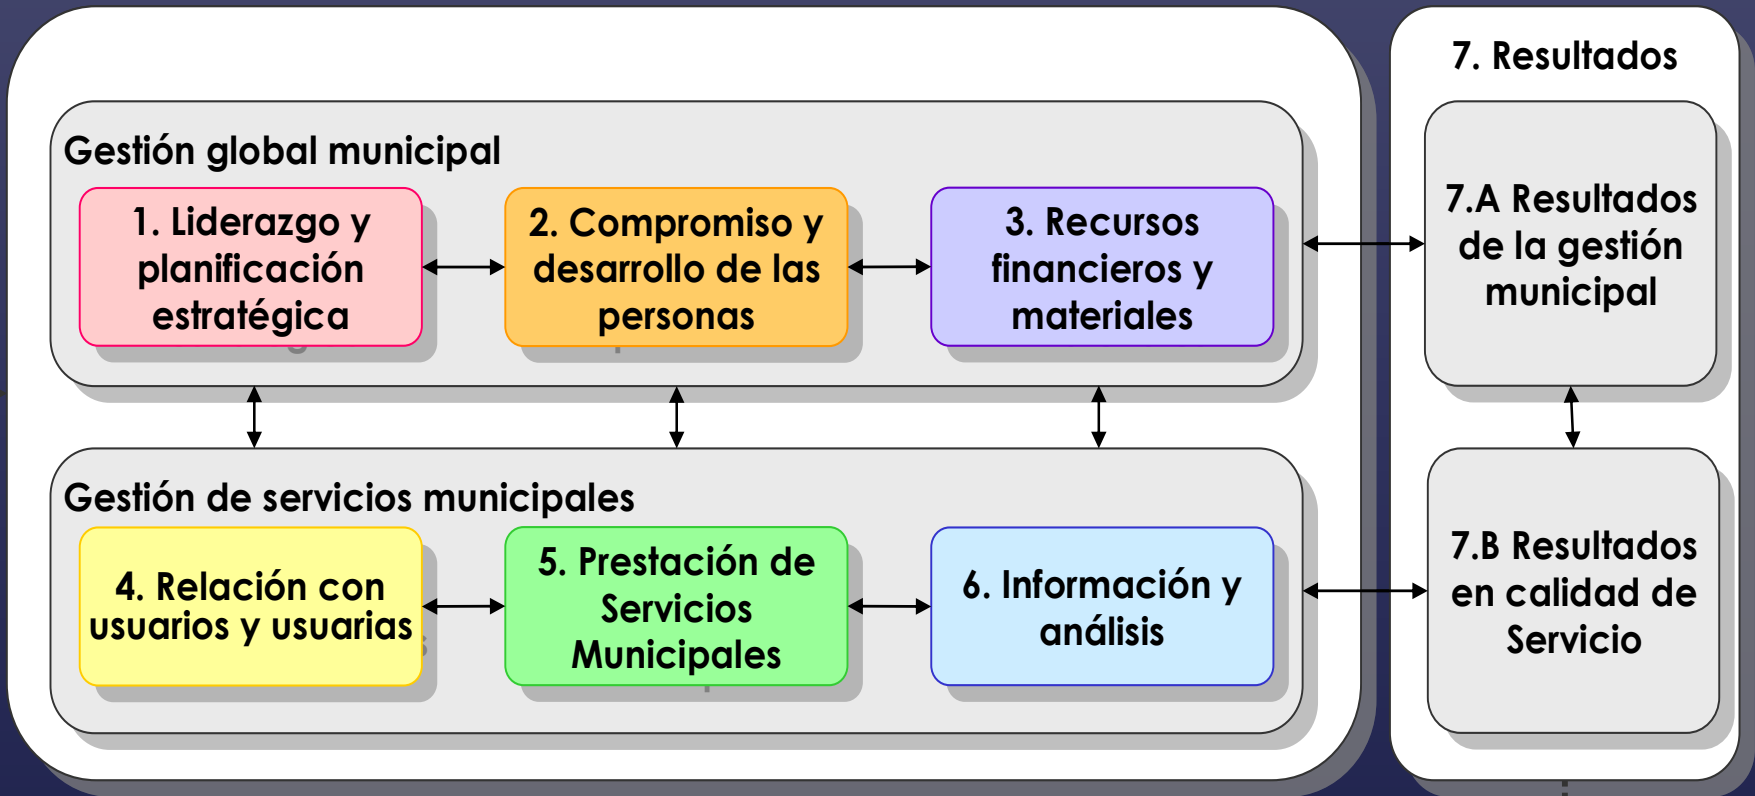 7. Resultados
Gestión global municipal
1. Liderazgo y
planificación
estratégica
2. Compromiso y
desarrollo de las
personas
3. Recursos
financieros y
materiales
7.A Resultados
de la gestión
municipal
Gestión de servicios municipales
4. Relación con
usuarios y usuarias
5. Prestación de
Servicios
Municipales
6. Información y
análisis
7.B Resultados
en calidad de
Servicio